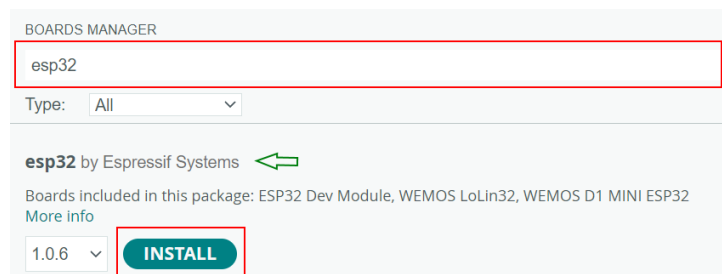 BOARDS MANAGER
esp32
Type: All
esp32 by Espressif Systems
Boards included in this package: ESP32 Dev Module, WEMOS LoLin32, WEMOS D1 MINI ESP32
More info
1.0.6 INSTALL